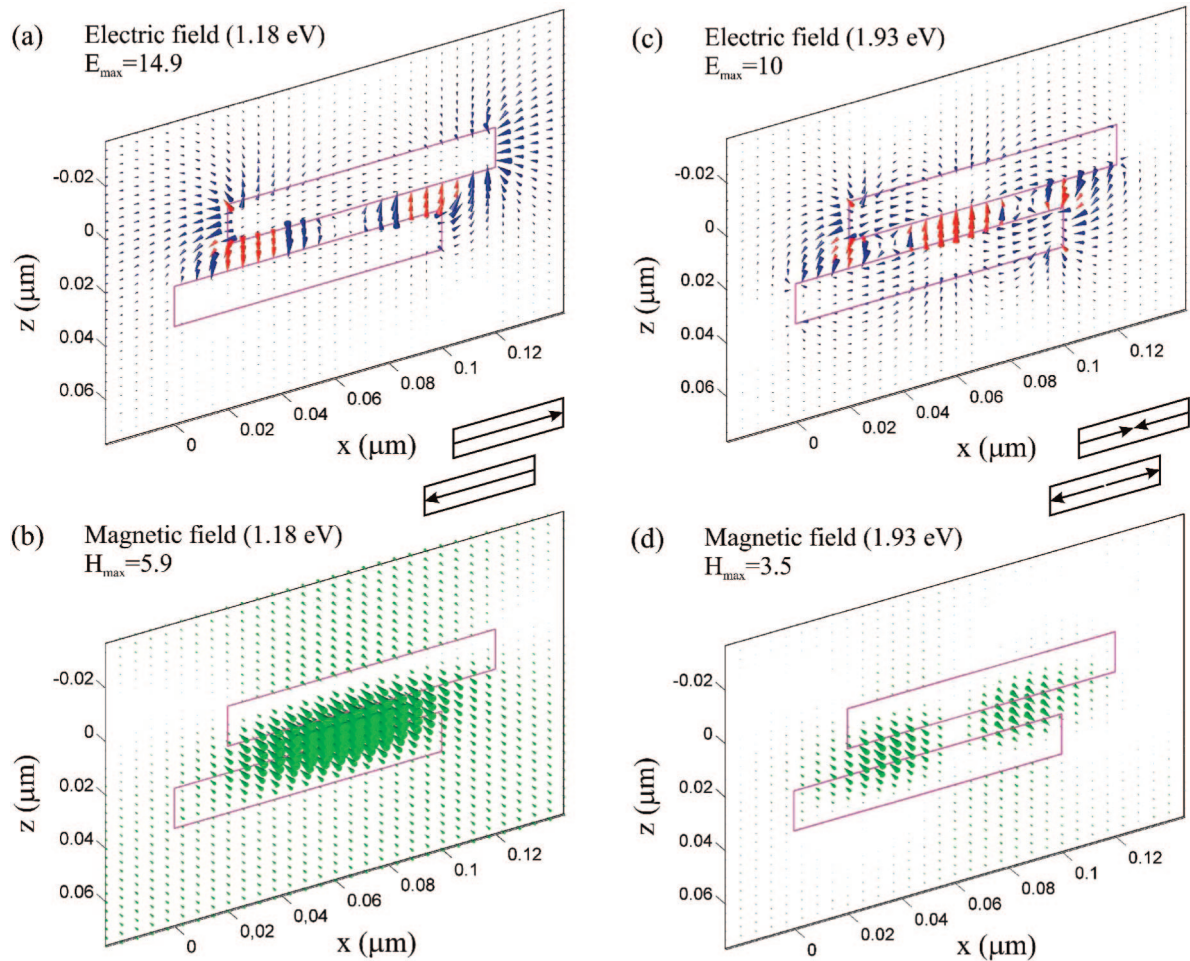 (a)
Electric field (1.18 eV)
Emax=14.9
-0.02
0
0.02
0.04
0.06
z (μm)
0
0.02
0.04
0.06
0.08
0.1
0.12
x (μm)
(c)
Electric field (1.93 eV)
Emax=10
-0.02
0
0.02
0.04
0.06
z (μm)
0
0.02
0.04
0.06
0.08
0.1
0.12
x (μm)
(b)
Magnetic field (1.18 eV)
Hmax=5.9
-0.02
0
0.02
0.04
0.06
z (μm)
0
0,02
0,04
0.06
0.08
0.1
0.12
x (μm)
(d)
Magnetic field (1.93 eV)
Hmax=3.5
-0.02
0
0.02
0.04
0.06
z (μm)
0
0.02
0.04
0.06
0.08
0.1
0.12
x (μm)